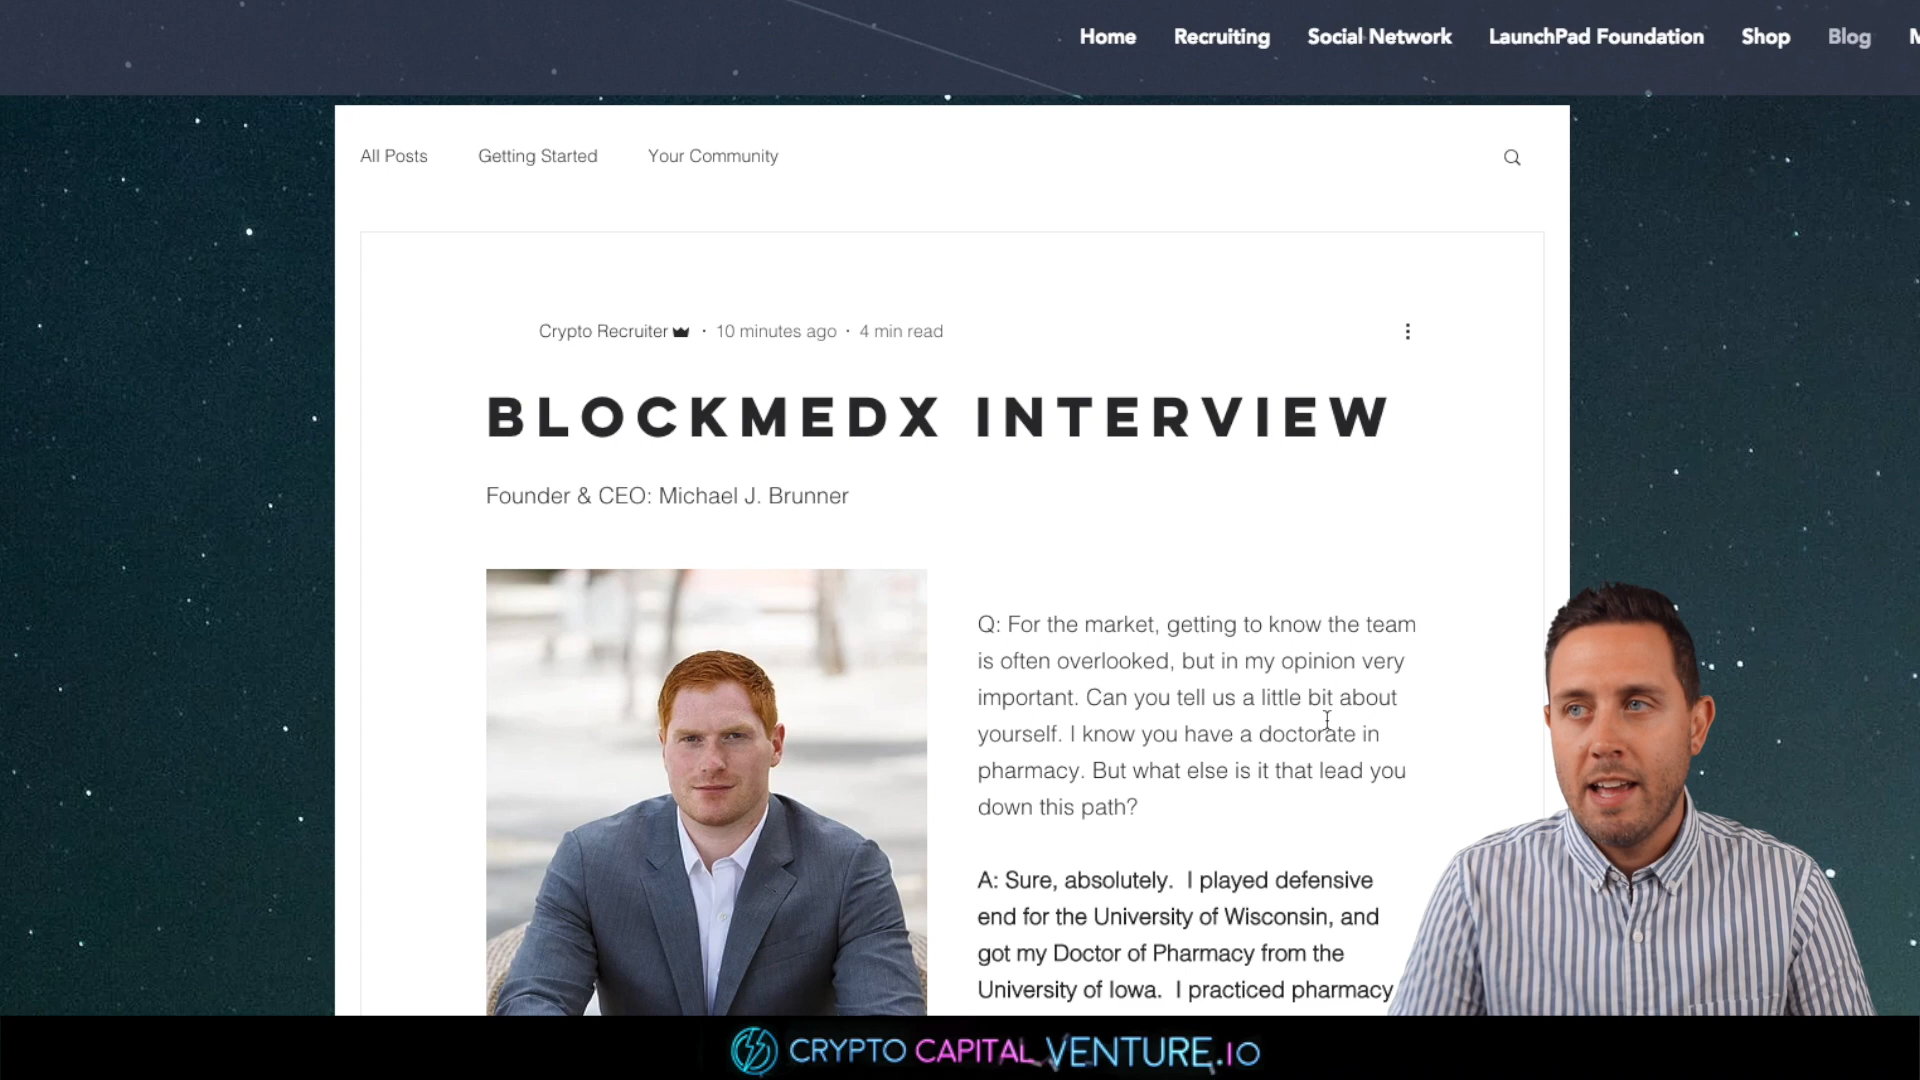 Home Recruiting Social Network LaunchPad Foundation Shop Blog
All Posts Getting Started Your Community
Crypto Recruiter · 10 minutes ago · 4 min read
BLOCKMEDX INTERVIEW
Founder & CEO: Michael J. Brunner
Q: For the market, getting to know the team
is often overlooked, but in my opinion very
important. Can you tell us a little bit about
yourself. I know you have a doctorate in
pharmacy. But what else is it that lead you
down this path?
A: Sure, absolutely. I played defensive
end for the University of Wisconsin, and
got my Doctor of Pharmacy from the
University of Iowa. I practiced pharmacy
CRYPTO CAPITAL VENTURE.IO